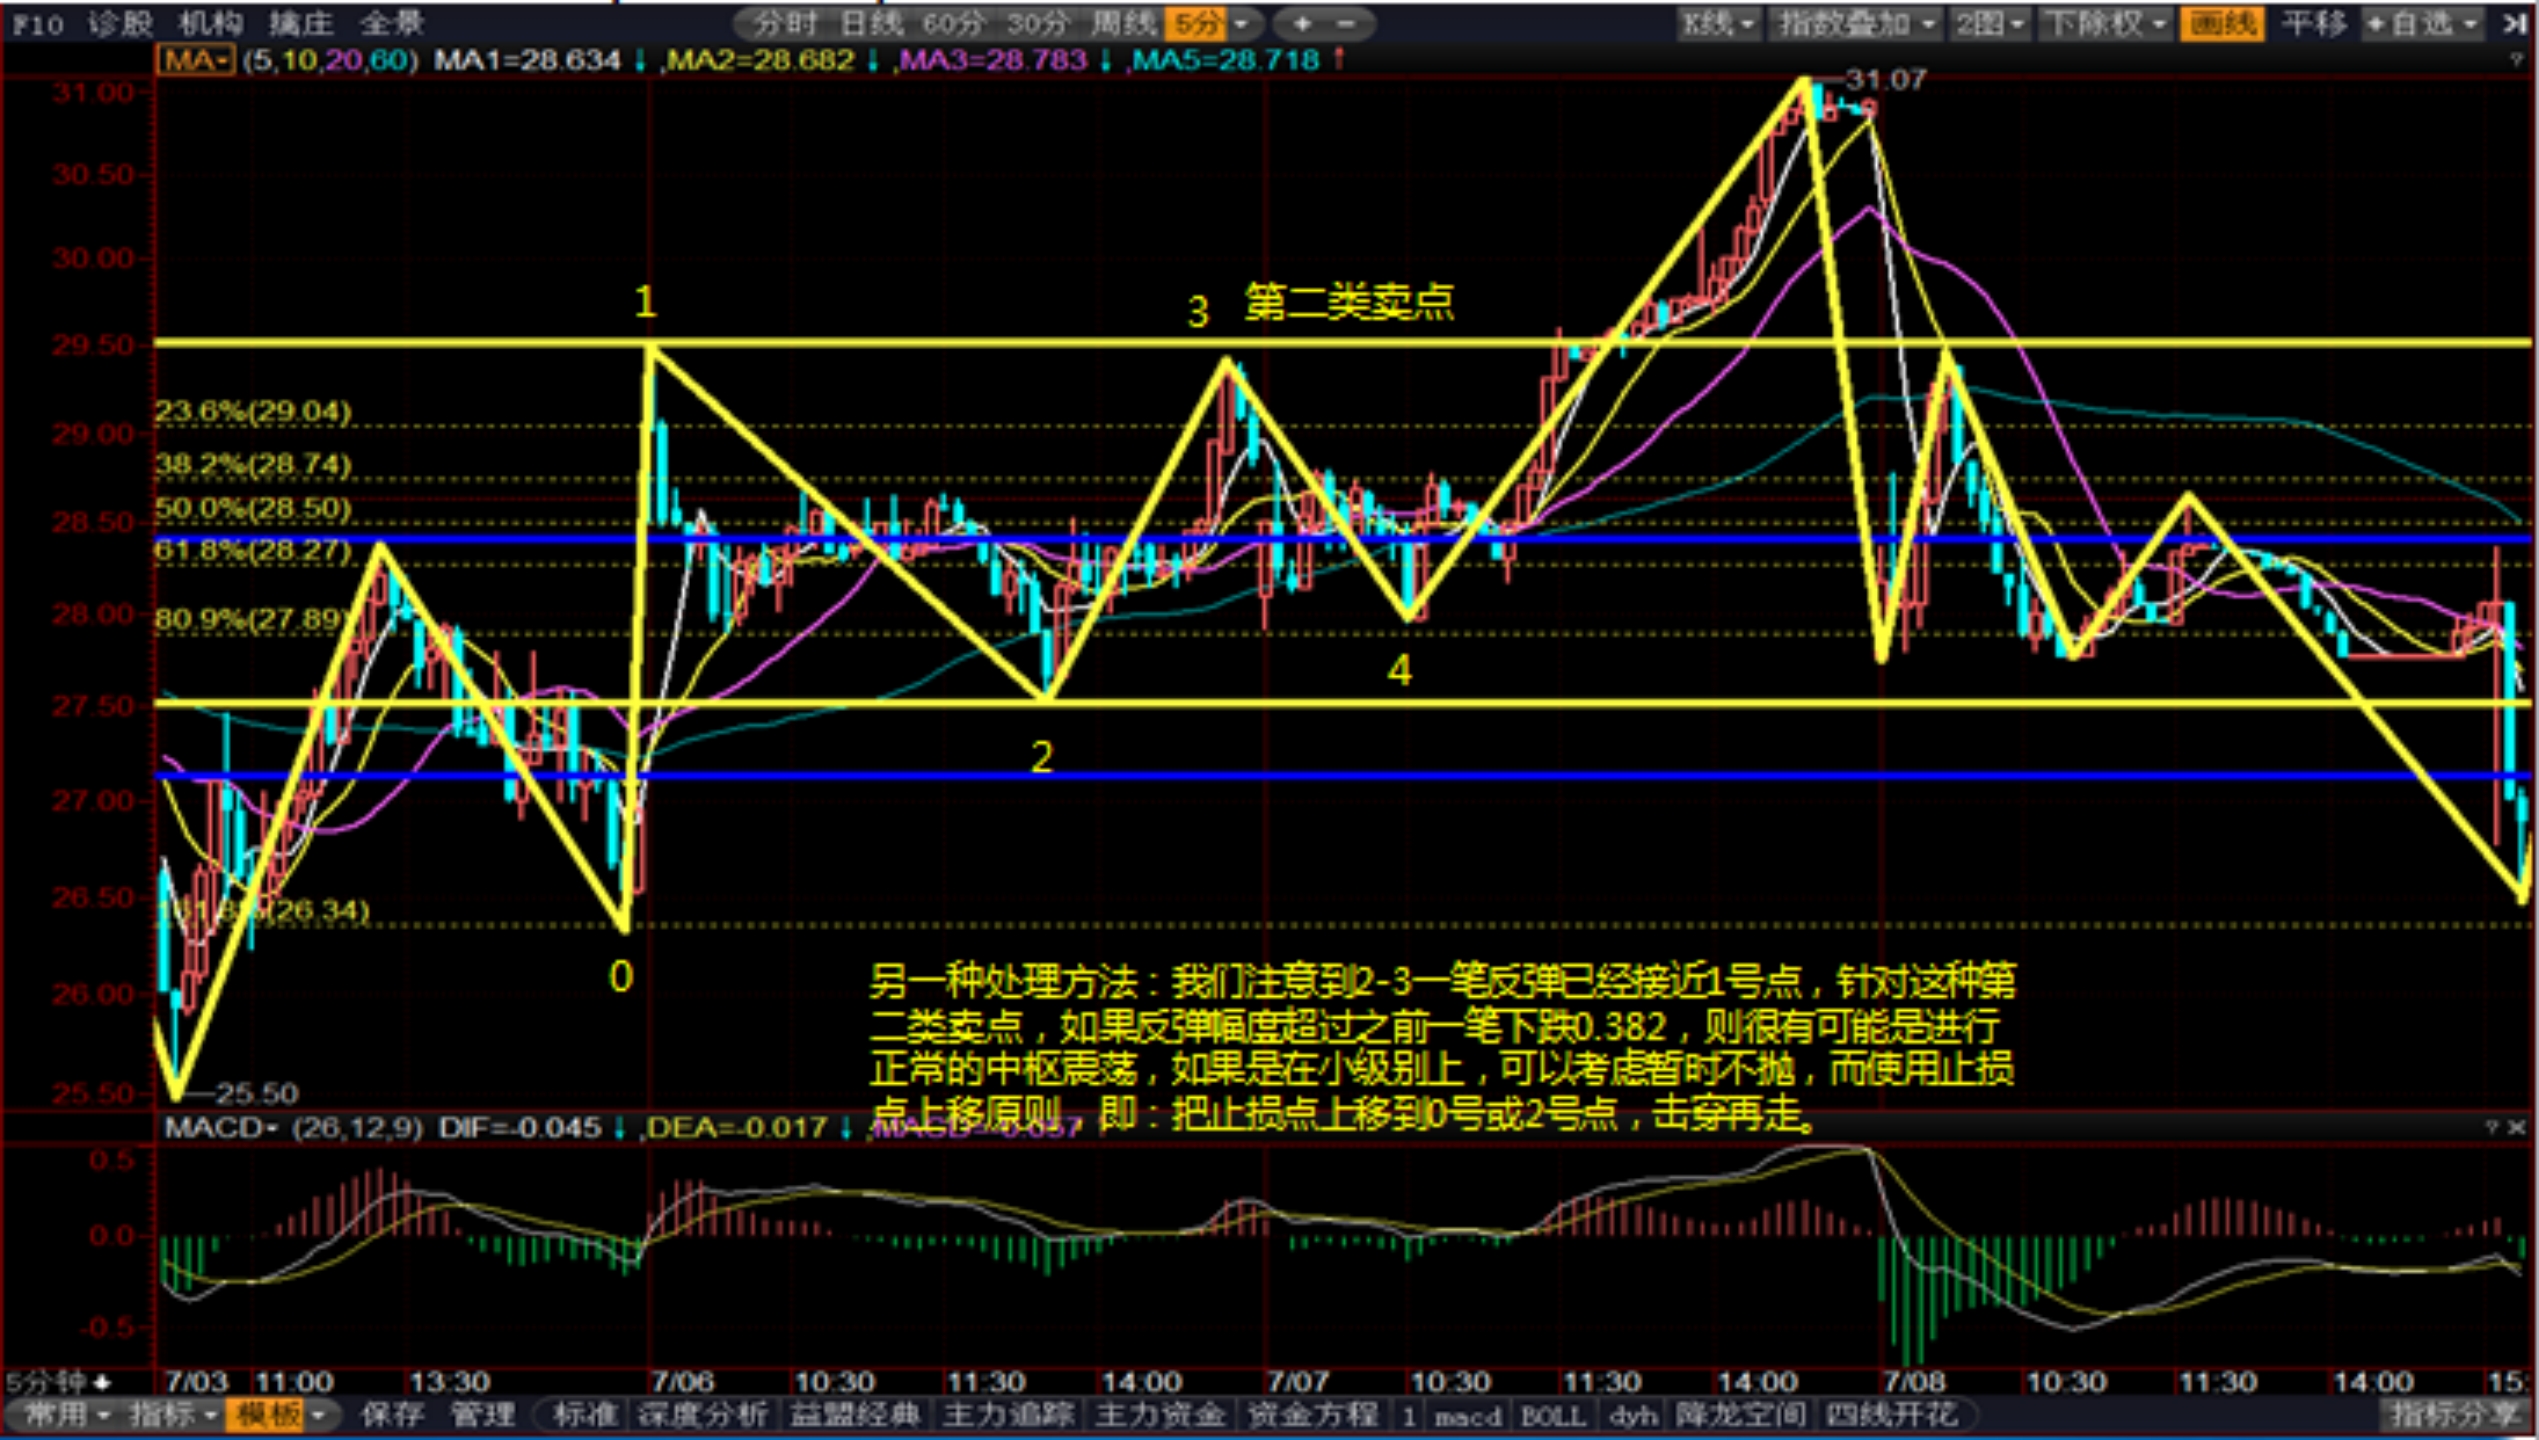 F10 诊股 机构 擒庄 全景 分时 日线 60分 30分 周线 5分 + - K线 指数叠加 2图 下除权 画线 平移 +自选
MA (5,10,20,60) MA1=28.634↓ ,MA2=28.682↓ ,MA3=28.783↓ ,MA5=28.718↑ ?
31.00
31.07
30.50
30.00
1
3 第二类卖点
29.50
23.6%(29.04)
29.00
38.2%(28.74)
50.0%(28.50)
28.50
61.8%(28.27)
28.00
80.9%(27.89)
4
27.50
2
27.00
26.50
0
26.00
另一种处理方法：我们注意到2-3一笔反弹已经接近1号点，针对这种第
二类卖点，如果反弹幅度超过之前一笔下跌0.382，则很有可能是进行
正常的中枢震荡，如果是在小级别上，可以考虑暂时不抛，而使用止损
点上移原则，即：把止损点上移到0号或2号点，击穿再走。
25.50
25.50
MACD (26,12,9) DIF=-0.045↓ ,DEA=-0.017↓ ? ×
0.5
0.0
-0.5
5分钟 7/03 11:00 13:30 7/06 10:30 11:30 14:00 7/07 10:30 11:30 14:00 7/08 10:30 11:30 14:00 15:
常用 指标 模板 保存 管理 标准 深度分析 益盟经典 主力追踪 主力资金 资金方程 1 macd BOLL dyh 降龙空间 四线开花 指标分享